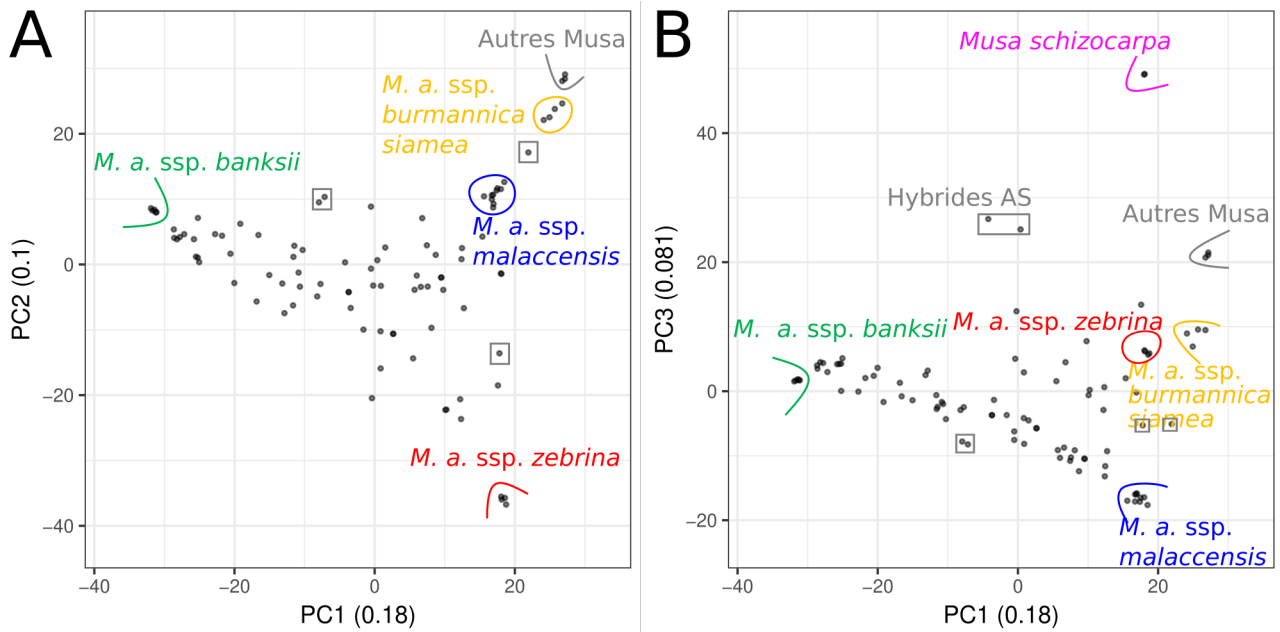 A
Autres Musa
M. a. ssp.
burmannica
siamea
M. a. ssp. banksii
M. a. ssp.
malaccensis
M. a. ssp. zebrina
20
0
−20
−40
PC2 (0.1)
−40
−20
0
20
PC1 (0.18)
B
Musa schizocarpa
Hybrides AS
Autres Musa
M. a. ssp. banksii
M. a. ssp. zebrina
M. a. ssp.
burmannica
siamea
M. a. ssp.
malaccensis
40
20
0
−20
PC3 (0.081)
−40
−20
0
20
PC1 (0.18)